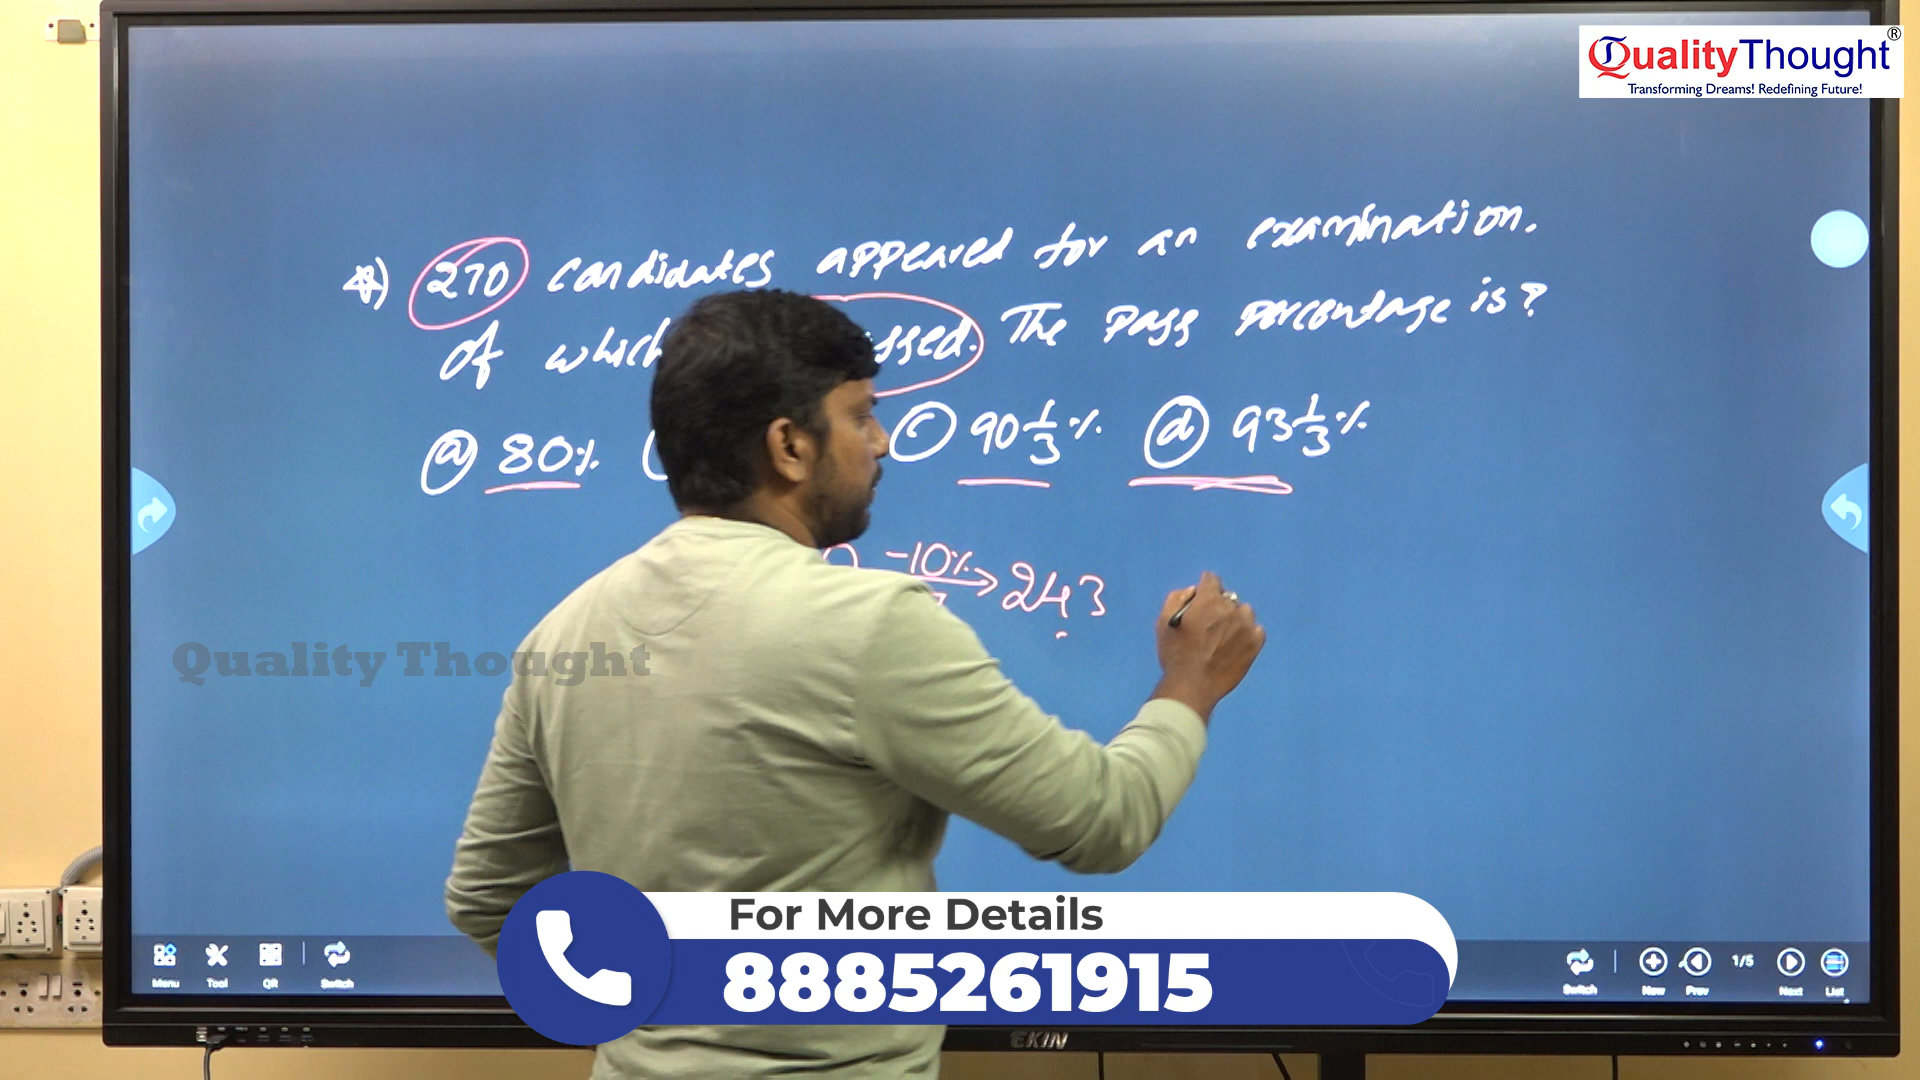 QualityThought®
Transforming Dreams! Redefining Future!
270 candidates appeared for an examination.
Of which ssed. The pass percentage is?
(a) 80% (c) 90 1/3 % (d) 93 1/3 %
-10% → 243
Quality Thought
For More Details
8885261915
Menu Tool QR Switch Switch New Prev 1/5 Next List
EKIN